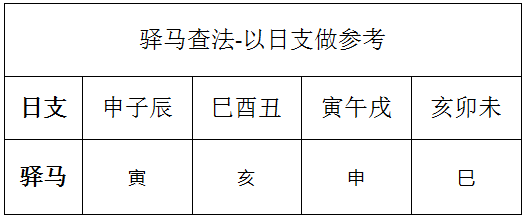 驿马查法-以日支做参考
日支 申子辰 巳酉丑 寅午戌 亥卯未
驿马 寅 亥 申 巳